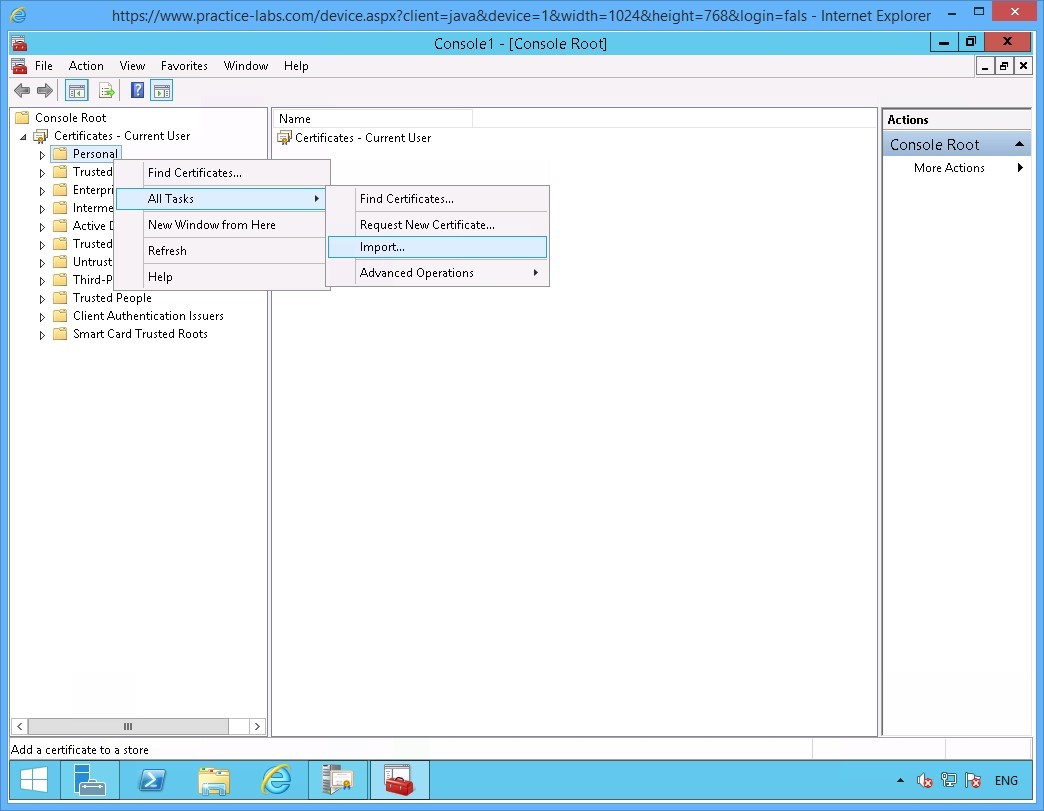 https://www.practice-labs.com/device.aspx?client=java&device=1&width=1024&height=768&login=fals - Internet Explorer
Console1 - [Console Root]
File Action View Favorites Window Help
Console Root
Certificates - Current User
Personal
Trusted
Enterpri
Interme
Active D
Trusted
Untrust
Third-P
Trusted People
Client Authentication Issuers
Smart Card Trusted Roots
Find Certificates...
All Tasks
New Window from Here
Refresh
Help
Find Certificates...
Request New Certificate...
Import...
Advanced Operations
Name
Certificates - Current User
Actions
Console Root
More Actions
Add a certificate to a store
ENG